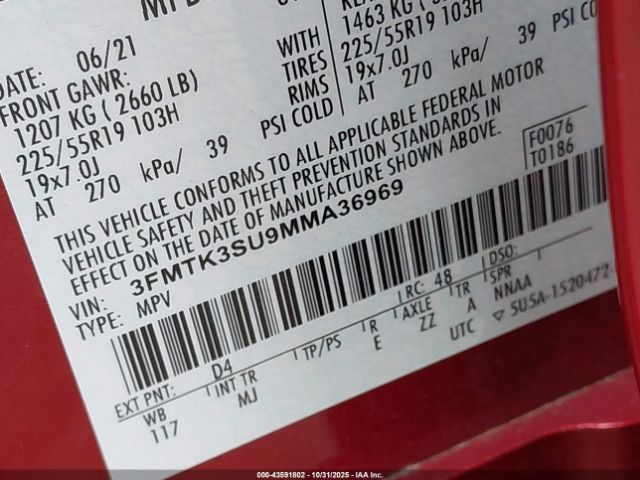 DATE: 06/21
FRONT GAWR:
1207 KG ( 2660 LB)
225/55R19 103H
19x7.0J
AT 270 kPa/ 39 PSI COLD
WITH
TIRES
RIMS
1463 KG
225/55R19 103H
19x7.0J
AT 270 kPa/ 39 PSI CO
THIS VEHICLE CONFORMS TO ALL APPLICABLE FEDERAL MOTOR
VEHICLE SAFETY AND THEFT PREVENTION STANDARDS IN
EFFECT ON THE DATE OF MANUFACTURE SHOWN ABOVE.
F0076
T0186
VIN: 3FMTK3SU9MMA36969
TYPE: MPV
EXT PNT: D4 RC: 48 DSO:
WB INT TR TP/PS R AXLE TR SPR
117 MJ E ZZ A NNAA
UTC 5U5A-1520472-
000-43591802 - 10/31/2025 - IAAI.COM